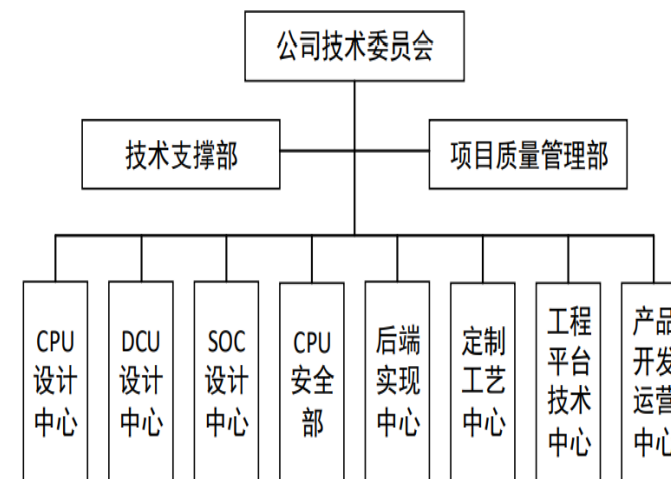 公司技术委员会
技术支撑部
项目质量管理部
CPU
设计
中心
DCU
设计
中心
SOC
设计
中心
CPU
安全
部
后端
实现
中心
定制
工艺
中心
工程
平台
技术
中心
产品
开发
运营
中心